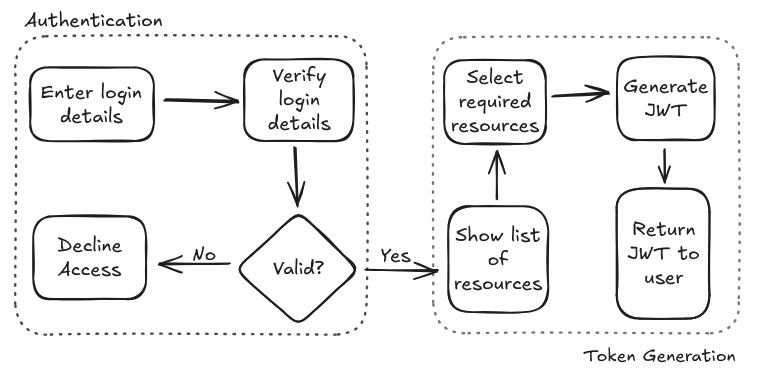 Authentication
Enter login
details
Verify
login
details
Valid?
No
Decline
Access
Yes
Show list
of
resources
Select
required
resources
Generate
JWT
Return
JWT to
user
Token Generation